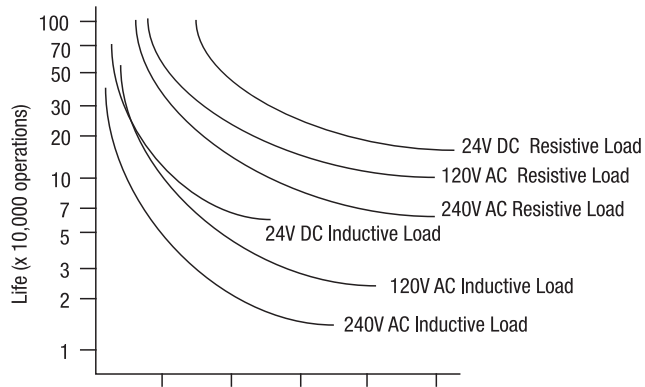 Life (x 10,000 operations)
100
70
50
30
20
10
7
5
3
2
1
24V DC Resistive Load
120V AC Resistive Load
240V AC Resistive Load
24V DC Inductive Load
120V AC Inductive Load
240V AC Inductive Load